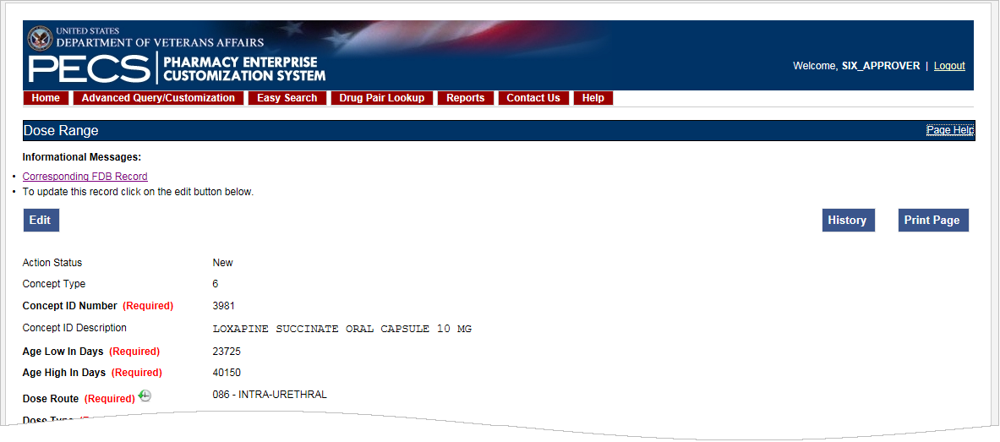 UNITED STATES
DEPARTMENT OF VETERANS AFFAIRS
PECS | PHARMACY ENTERPRISE
CUSTOMIZATION SYSTEM
Welcome, SIX_APPROVER | Logout
Home Advanced Query/Customization Easy Search Drug Pair Lookup Reports Contact Us Help
Dose Range Page Help
Informational Messages:
• Corresponding FDB Record
• To update this record click on the edit button below.
Edit History Print Page
Action Status New
Concept Type 6
Concept ID Number (Required) 3981
Concept ID Description LOXAPINE SUCCINATE ORAL CAPSULE 10 MG
Age Low In Days (Required) 23725
Age High In Days (Required) 40150
Dose Route (Required) 086 - INTRA-URETHRAL
Dose Type